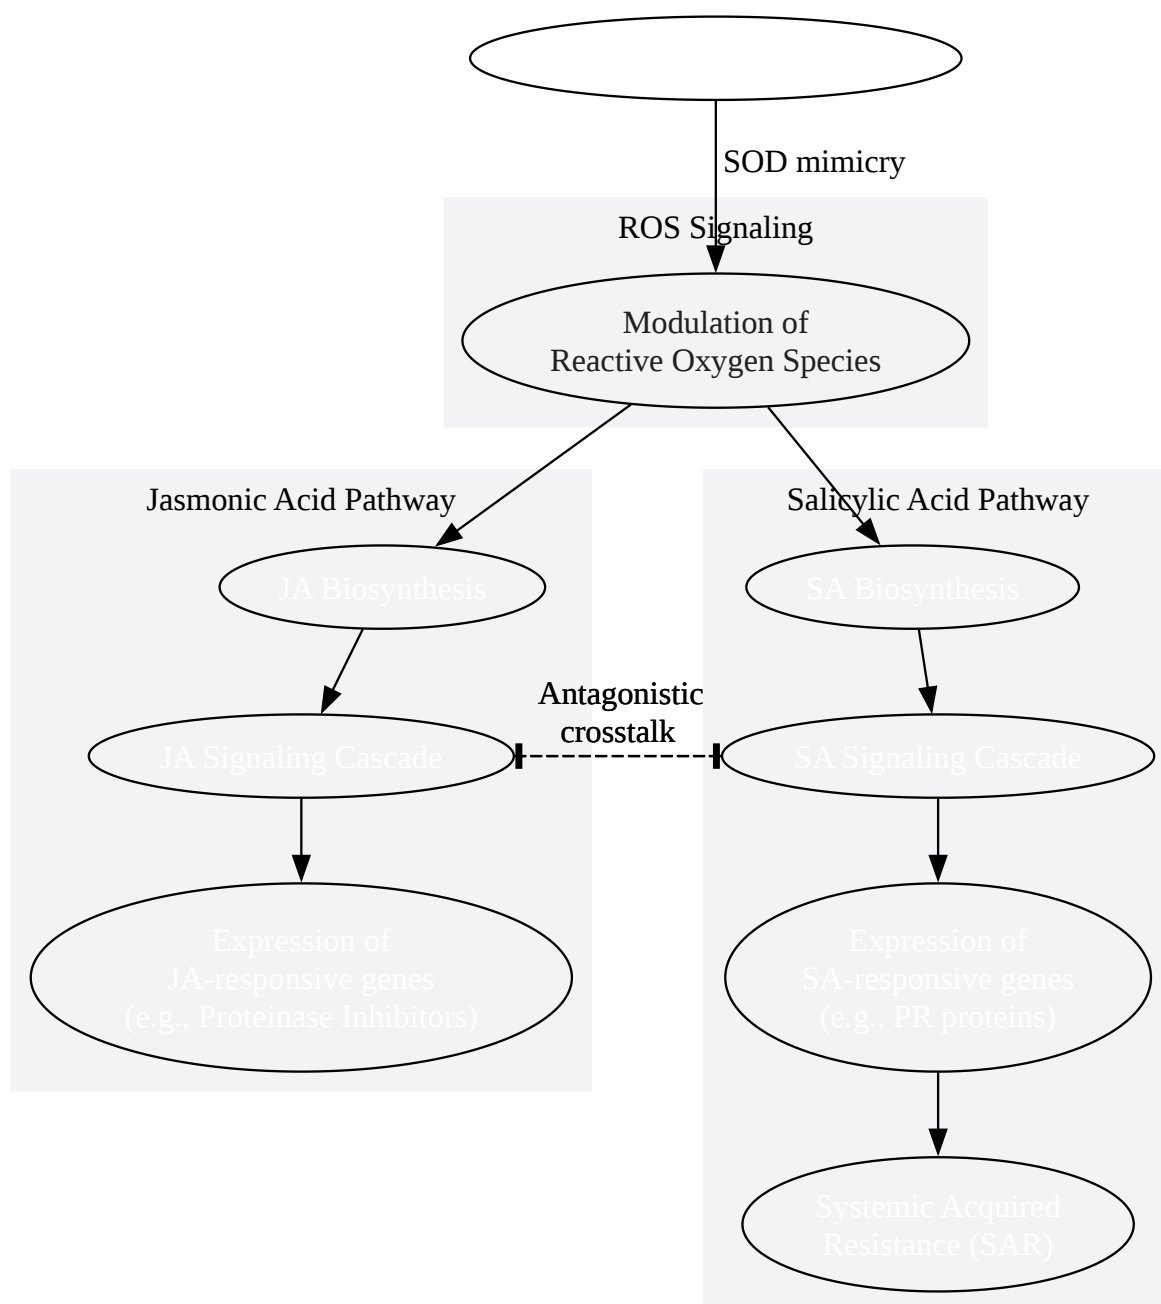 SOD mimicry
ROS Signaling
Modulation of
Reactive Oxygen Species
Jasmonic Acid Pathway
Salicylic Acid Pathway
JA Biosynthesis
SA Biosynthesis
Antagonistic
crosstalk
JA Signaling Cascade
SA Signaling Cascade
Expression of
JA-responsive genes
(e.g., Proteinase Inhibitors)
Expression of
SA-responsive genes
(e.g., PR proteins)
Systemic Acquired
Resistance (SAR)